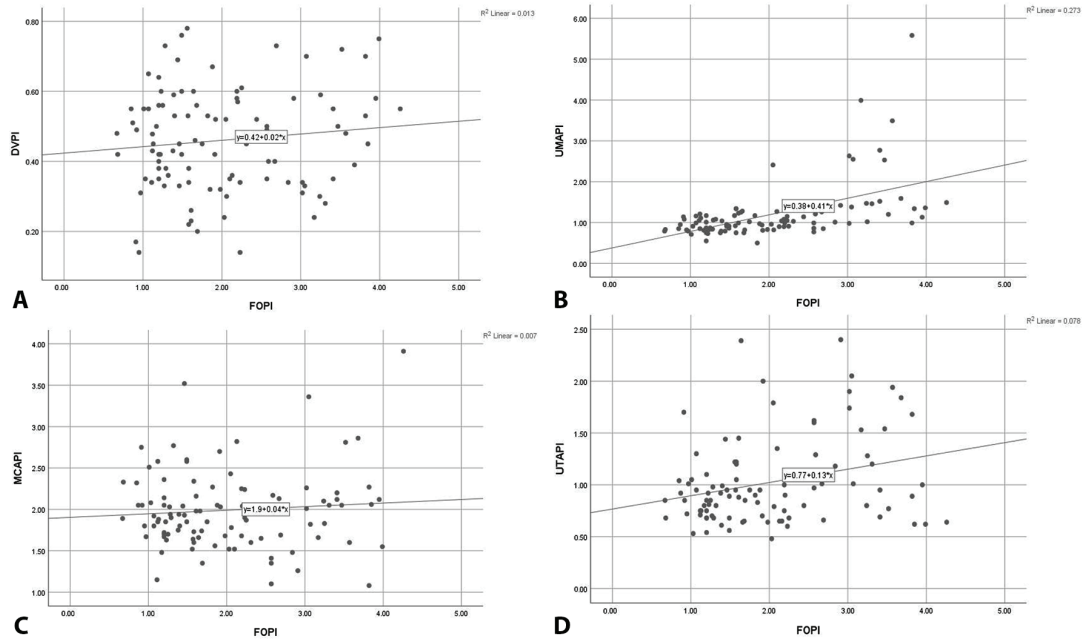 R2 Linear = 0.013
0.80
0.60
0.40
0.20
DVPI
y=0.42+0.02*x
0.00 1.00 2.00 3.00 4.00 5.00
FOPI
A
R2 Linear = 0.273
6.00
5.00
4.00
3.00
2.00
1.00
0.00
UMAPI
y=0.38+0.41*x
0.00 1.00 2.00 3.00 4.00 5.00
FOPI
B
R2 Linear = 0.007
4.00
3.50
3.00
2.50
2.00
1.50
1.00
MCAPI
y=1.9+0.04*x
0.00 1.00 2.00 3.00 4.00 5.00
FOPI
C
R2 Linear = 0.078
2.50
2.00
1.50
1.00
0.50
0.00
UTAPI
y=0.77+0.13*x
0.00 1.00 2.00 3.00 4.00 5.00
FOPI
D